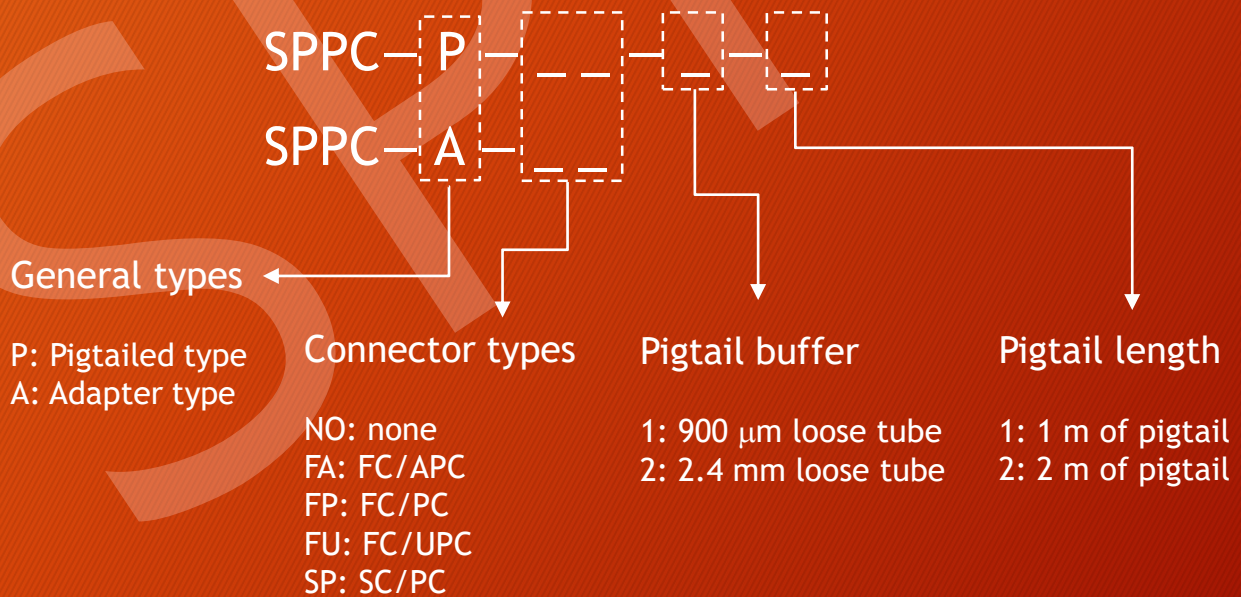 SPPC — P — _ _ — _ — _
SPPC — A — _ _
General types
P: Pigtailed type
A: Adapter type
Connector types
NO: none
FA: FC/APC
FP: FC/PC
FU: FC/UPC
SP: SC/PC
Pigtail buffer
1: 900 μm loose tube
2: 2.4 mm loose tube
Pigtail length
1: 1 m of pigtail
2: 2 m of pigtail